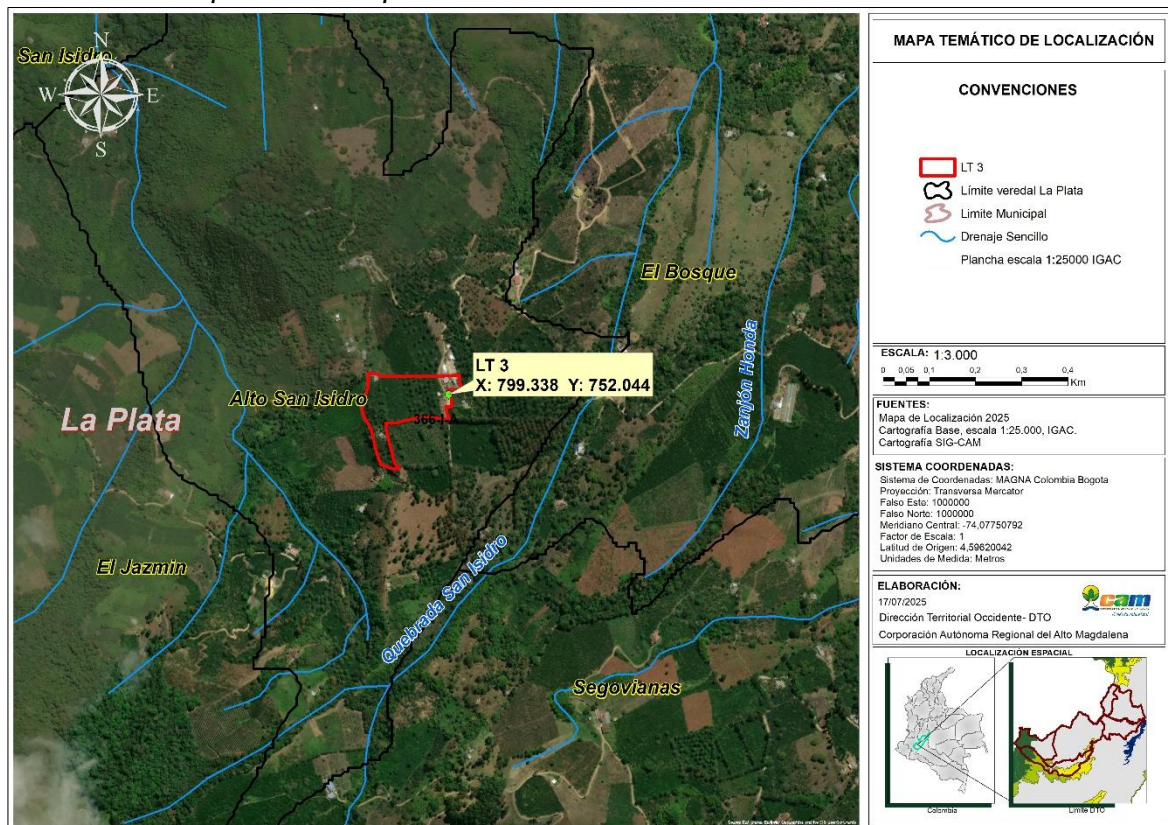 San Isidro
N
W
E
S
El Bosque
Zanjón Honda
LT 3
X: 799.338 Y: 752.044
Alto San Isidro
La Plata
El Jazmin
Quebrada San Isidro
Segovianas
MAPA TEMÁTICO DE LOCALIZACIÓN
CONVENCIONES
LT 3
Límite veredal La Plata
Limite Municipal
Drenaje Sencillo
Plancha escala 1:25000 IGAC
ESCALA: 1:3.000
0 0,05 0,1 0,2 0,3 0,4
Km
FUENTES:
Mapa de Localización 2025
Cartografía Base, escala 1:25.000, IGAC.
Cartografía SIG-CAM
SISTEMA COORDENADAS:
Sistema de Coordenadas: MAGNA Colombia Bogota
Proyección: Transversa Mercator
Falso Este: 1000000
Falso Norte: 1000000
Meridiano Central: -74,07750792
Factor de Escala: 1
Latitud de Origen: 4,59620042
Unidades de Medida: Metros
ELABORACIÓN:
17/07/2025
Dirección Territorial Occidente- DTO
Corporación Autónoma Regional del Alto Magdalena
cam
LOCALIZACIÓN ESPACIAL
Colombia
Limite DTO